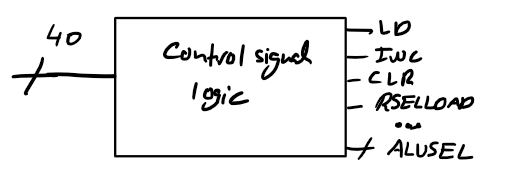 40
Control signal
logic
LD
INC
CLR
RSELLOAD
...
ALUSEL